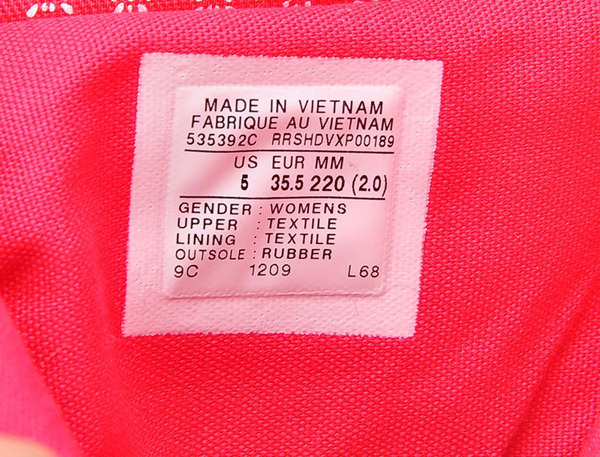 MADE IN VIETNAM
FABRIQUE AU VIETNAM
535392C RRSHDVXP00189
US EUR MM
5 35.5 220 (2.0)
GENDER : WOMENS
UPPER : TEXTILE
LINING : TEXTILE
OUTSOLE : RUBBER
9C 1209 L68